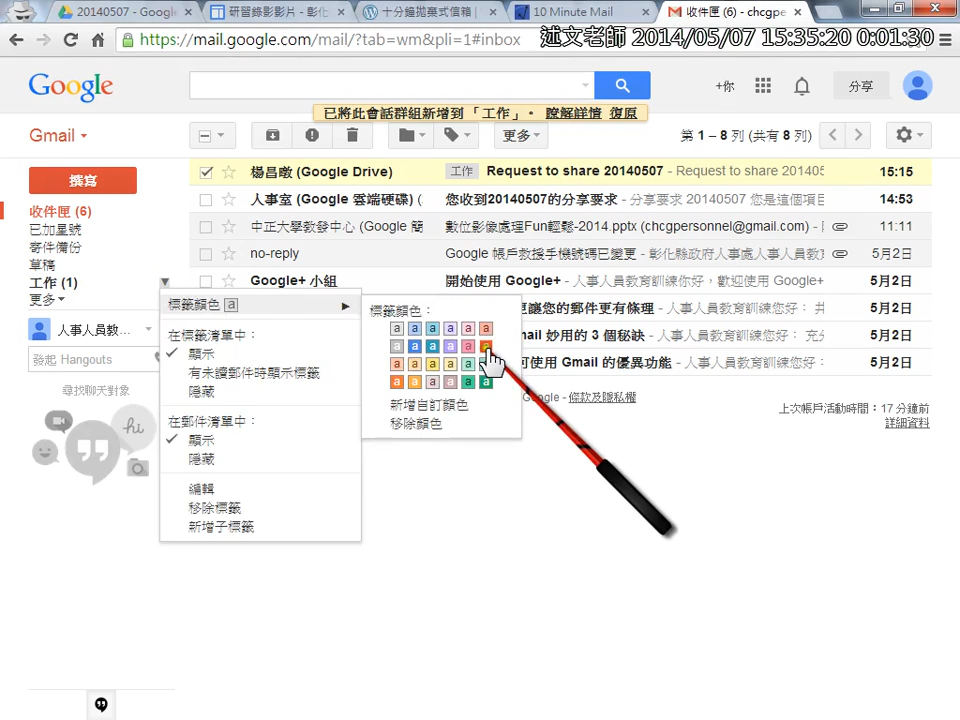 20140507 - Googl
研習錄影影片 - 彰化
十分鐘拋棄式信箱 |
10 Minute Mail
收件匣 (6) - chcgpe
https://mail.google.com/mail/?tab=wm&pli=1#inbox
述文老師 2014/05/07 15:35:20 0:01:30
Google
+你
分享
已將此會話群組新增到「工作」。 瞭解詳情 復原
Gmail
更多
第 1 – 8 列 (共有 8 列)
撰寫
楊昌暾 (Google Drive)
工作
Request to share 20140507 - Request to share 201405
15:15
收件匣 (6)
人事室 (Google 雲端硬碟) (
您收到20140507的分享要求 - 分享要求 20140507 您是這個項目
14:53
已加星號
中正大學教發中心 (Google 簡
數位影像處理Fun輕鬆-2014.pptx (chcgpersonnel@gmail.com) -
11:11
寄件備份
no-reply
Google 帳戶救援手機號碼已變更 - 彰化縣政府人事處人事人員教育
5月2日
草稿
工作 (1)
Google+ 小組
開始使用 Google+ - 人事人員教育訓練你好，歡迎使用 Google+
5月2日
更多
標籤顏色 a
標籤顏色：
更讓您的郵件更有條理 - 人事人員教育訓練您好： 共
5月2日
人事人員教...
a a a a a a
在標籤清單中：
mail 妙用的 3 個秘訣 - 人事人員教育訓練您好： 充分
5月2日
顯示
a a a a a a
發起 Hangouts
有未讀郵件時顯示標籤
a a a a a
可使用 Gmail 的優異功能 - 人事人員教育訓練您好：
5月2日
a a a a a a
尋找聊天對象
隱藏
新增自訂顏色
Google - 條款及隱私權
上次帳戶活動時間：17 分鐘前
在郵件清單中：
移除顏色
詳細資料
hi
顯示
隱藏
編輯
移除標籤
新增子標籤